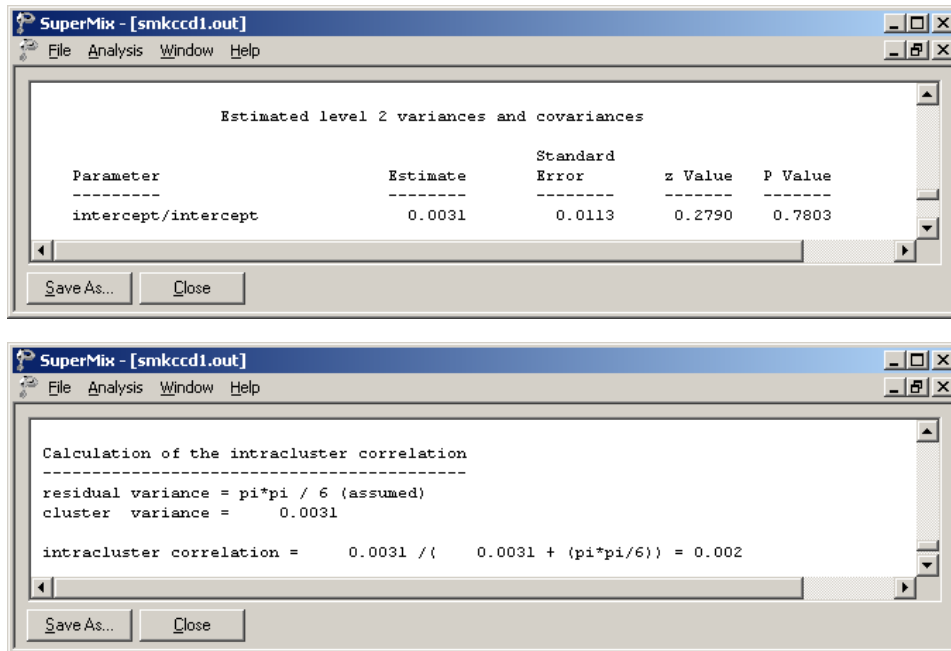 SuperMix - [smkccd1.out]
File Analysis Window Help
Estimated level 2 variances and covariances
Standard
Parameter Estimate Error z Value P Value
--------- -------- -------- ------- -------
intercept/intercept 0.0031 0.0113 0.2790 0.7803
Save As... Close
SuperMix - [smkccd1.out]
File Analysis Window Help
Calculation of the intracluster correlation
-------------------------------------------
residual variance = pi*pi / 6 (assumed)
cluster variance = 0.0031
intracluster correlation = 0.0031 /( 0.0031 + (pi*pi/6)) = 0.002
Save As... Close